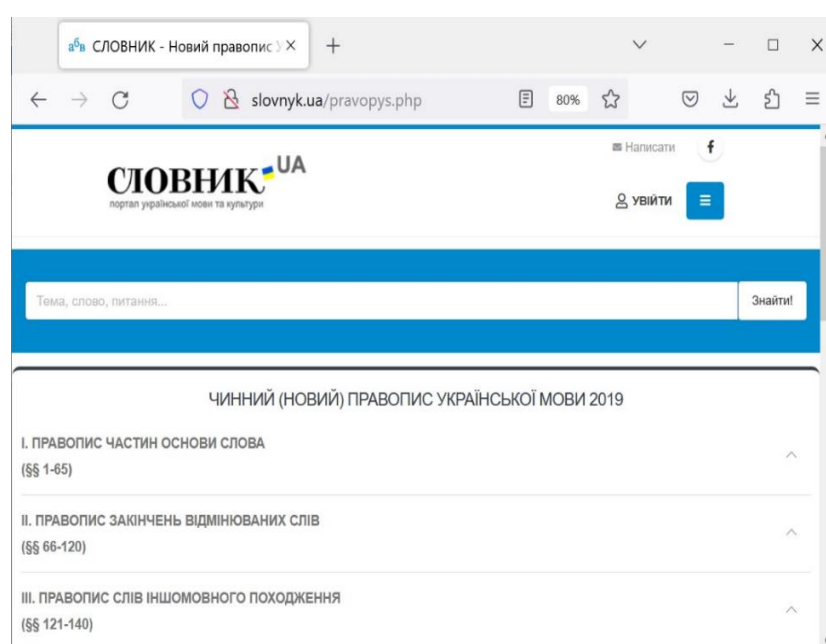 абв СЛОВНИК - Новий правопис У
slovnyk.ua/pravopys.php 80%
Написати
СЛОВНИК UA
портал української мови та культури
УВІЙТИ
Тема, слово, питання...
Знайти!
ЧИННИЙ (НОВИЙ) ПРАВОПИС УКРАЇНСЬКОЇ МОВИ 2019
I. ПРАВОПИС ЧАСТИН ОСНОВИ СЛОВА
(§§ 1-65)
II. ПРАВОПИС ЗАКІНЧЕНЬ ВІДМІНЮВАНИХ СЛІВ
(§§ 66-120)
III. ПРАВОПИС СЛІВ ІНШОМОВНОГО ПОХОДЖЕННЯ
(§§ 121-140)